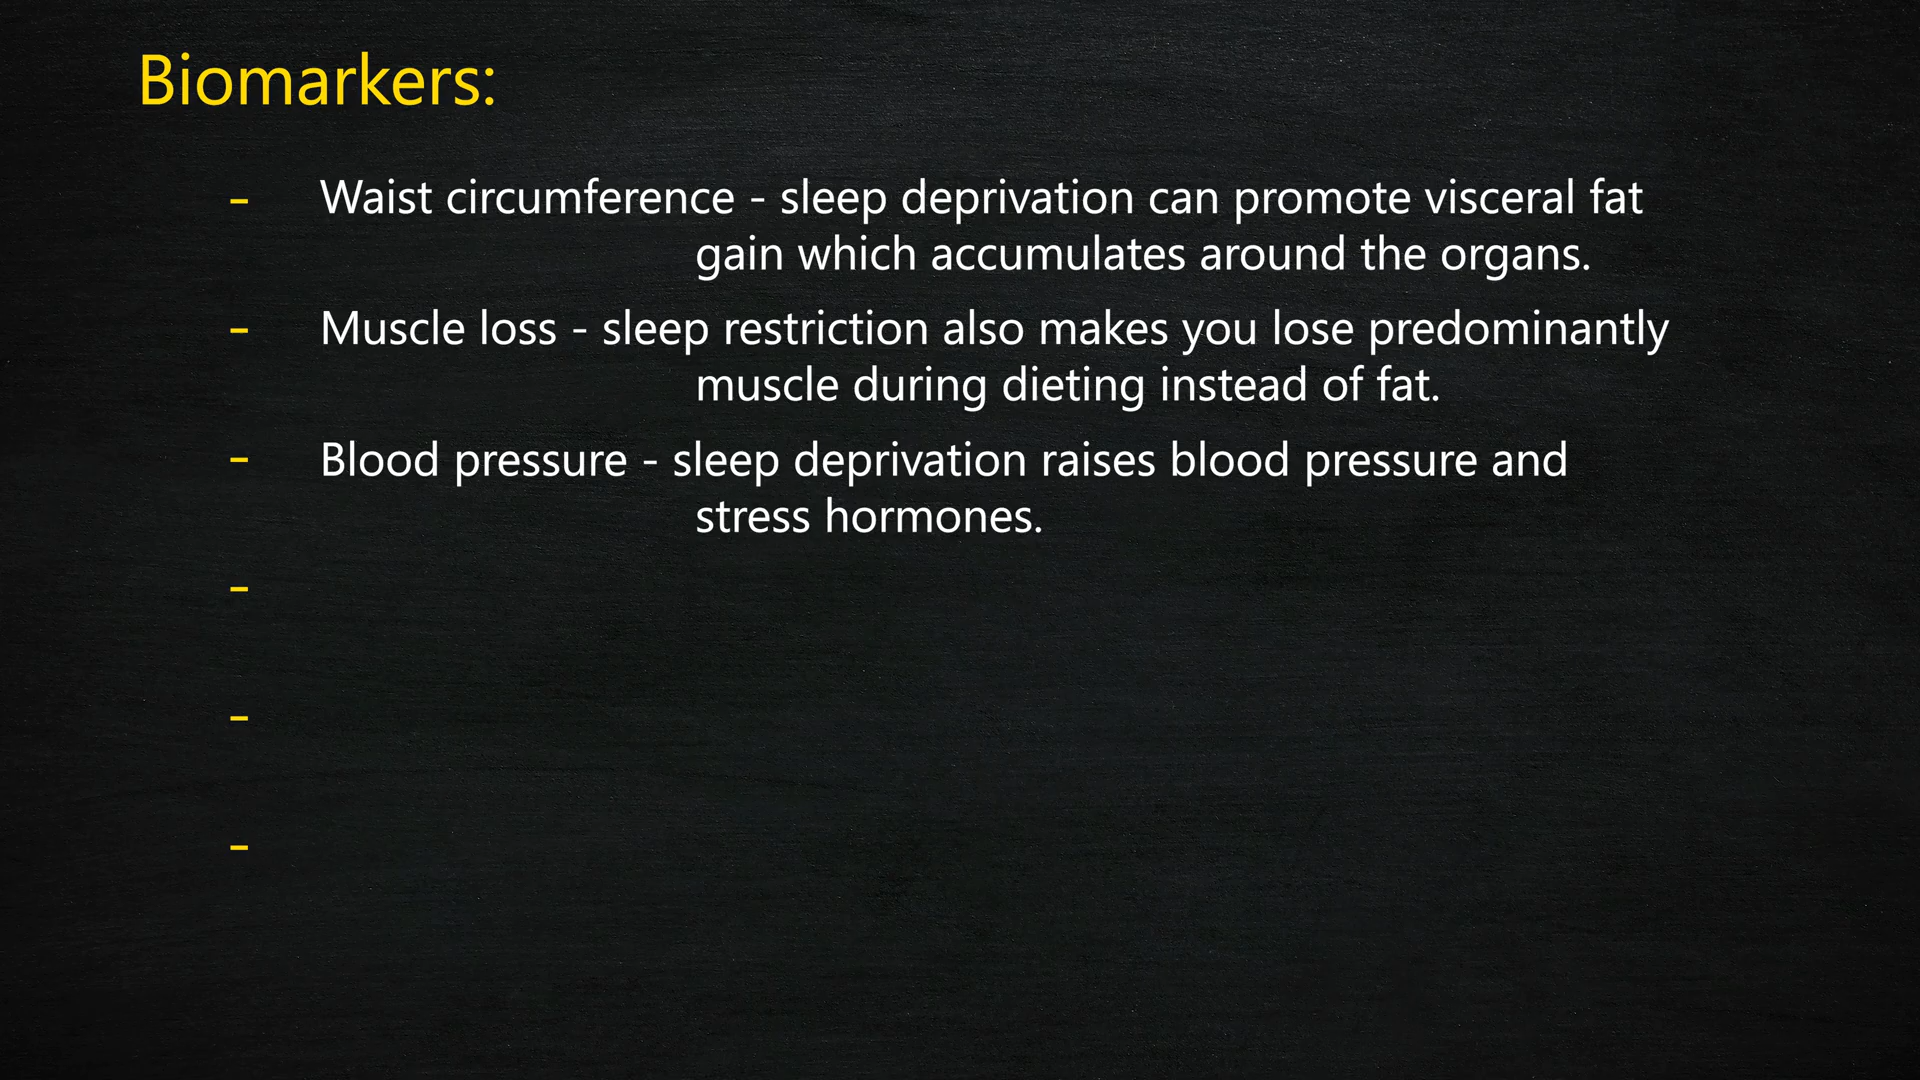 Biomarkers:
- Waist circumference - sleep deprivation can promote visceral fat
gain which accumulates around the organs.
- Muscle loss - sleep restriction also makes you lose predominantly
muscle during dieting instead of fat.
- Blood pressure - sleep deprivation raises blood pressure and
stress hormones.
-
-
-